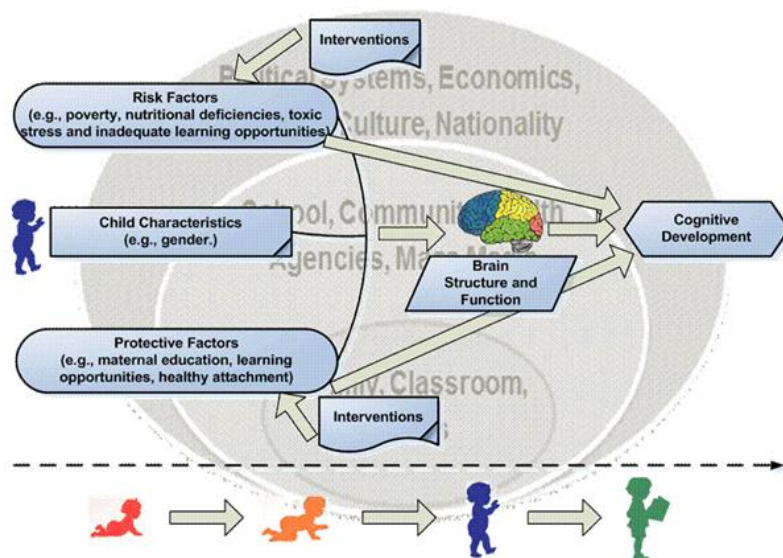 Interventions
Political Systems, Economics,
Culture, Nationality
Risk Factors
(e.g., poverty, nutritional deficiencies, toxic
stress and inadequate learning opportunities)
School, Community, Health
Agencies, Mass Media
Child Characteristics
(e.g., gender.)
Cognitive
Development
Brain
Structure and
Function
Protective Factors
(e.g., maternal education, learning
opportunities, healthy attachment)
Classroom,
Interventions